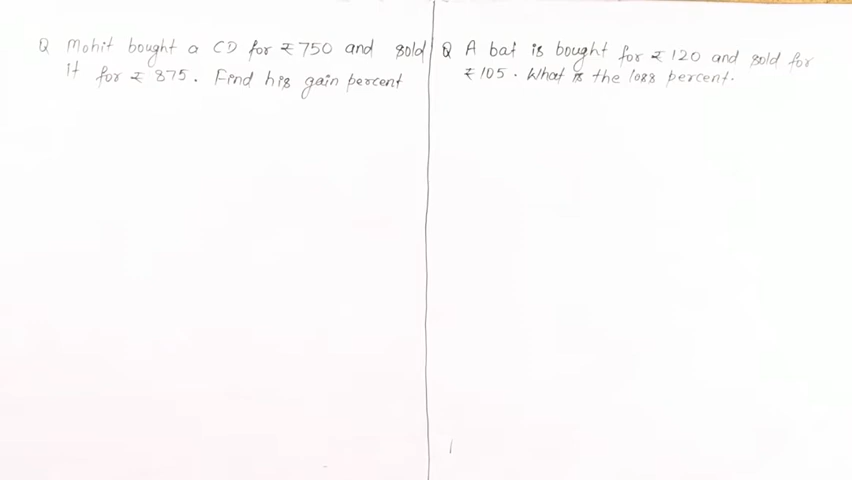 Q Mohit bought a CD for ₹750 and sold
it for ₹ 875. Find his gain percent
Q A bat is bought for ₹120 and sold for
₹105. What is the loss percent.